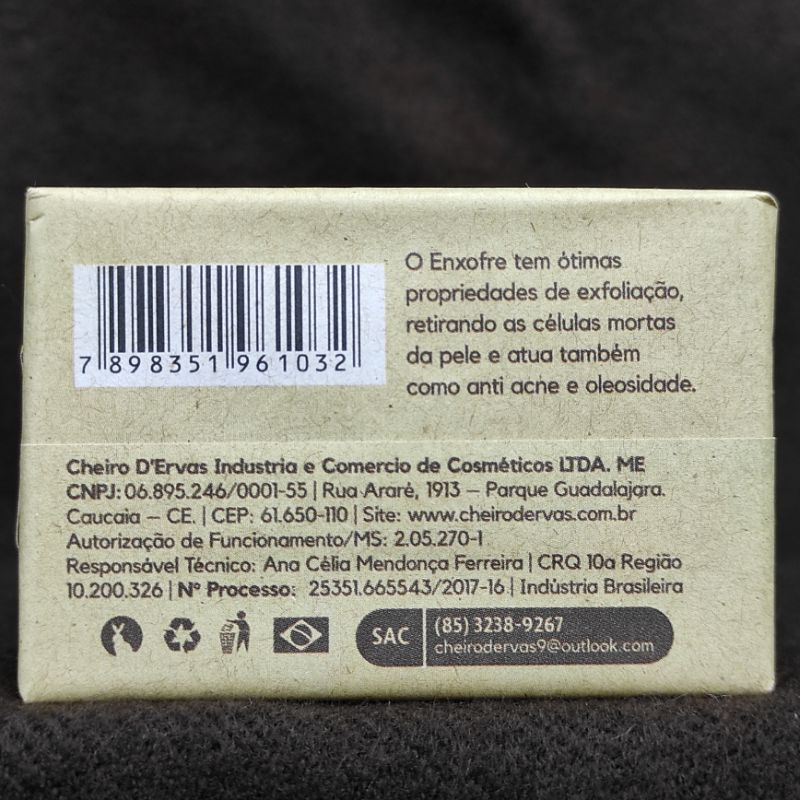 7 898351 961032
O Enxofre tem ótimas
propriedades de exfoliação,
retirando as células mortas
da pele e atua também
como anti acne e oleosidade.
Cheiro D'Ervas Industria e Comercio de Cosméticos LTDA. ME
CNPJ: 06.895.246/0001-55 | Rua Araré, 1913 – Parque Guadalajara.
Caucaia – CE. | CEP: 61.650-110 | Site: www.cheirodervas.com.br
Autorização de Funcionamento/MS: 2.05.270-1
Responsável Técnico: Ana Célia Mendonça Ferreira | CRQ 10a Região
10.200.326 | Nº Processo: 25351.665543/2017-16 | Indústria Brasileira
SAC
(85) 3238-9267
cheirodervas9@outlook.com